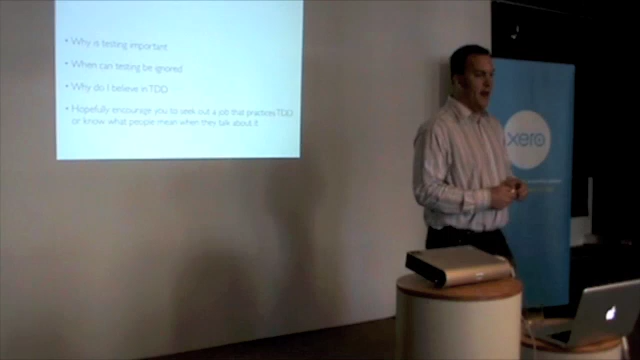 • Why is testing important
• When can testing be ignored
• Why do I believe in TDD
• Hopefully encourage you to seek out a job that practices TDD
or know what people mean when they talk about it
xero